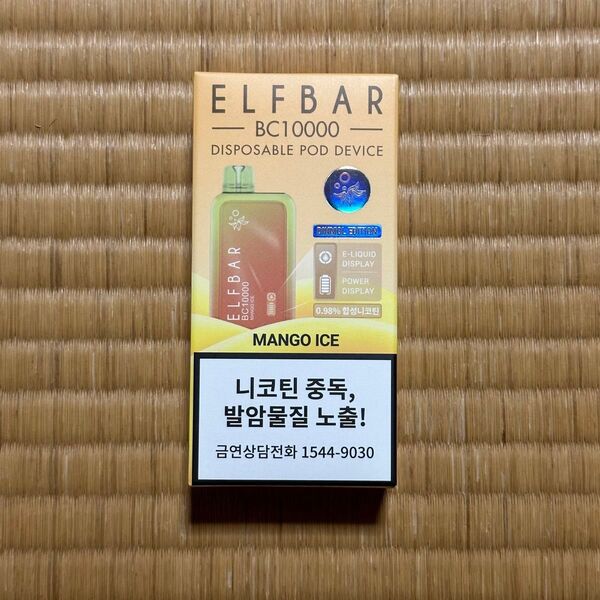 ELFBAR
BC10000
DISPOSABLE POD DEVICE
ELFBAR
BC10000
MANGO ICE
E-LIQUID
DISPLAY
POWER
DISPLAY
0.98% 합성니코틴
MANGO ICE
니코틴 중독,
발암물질 노출!
금연상담전화 1544-9030